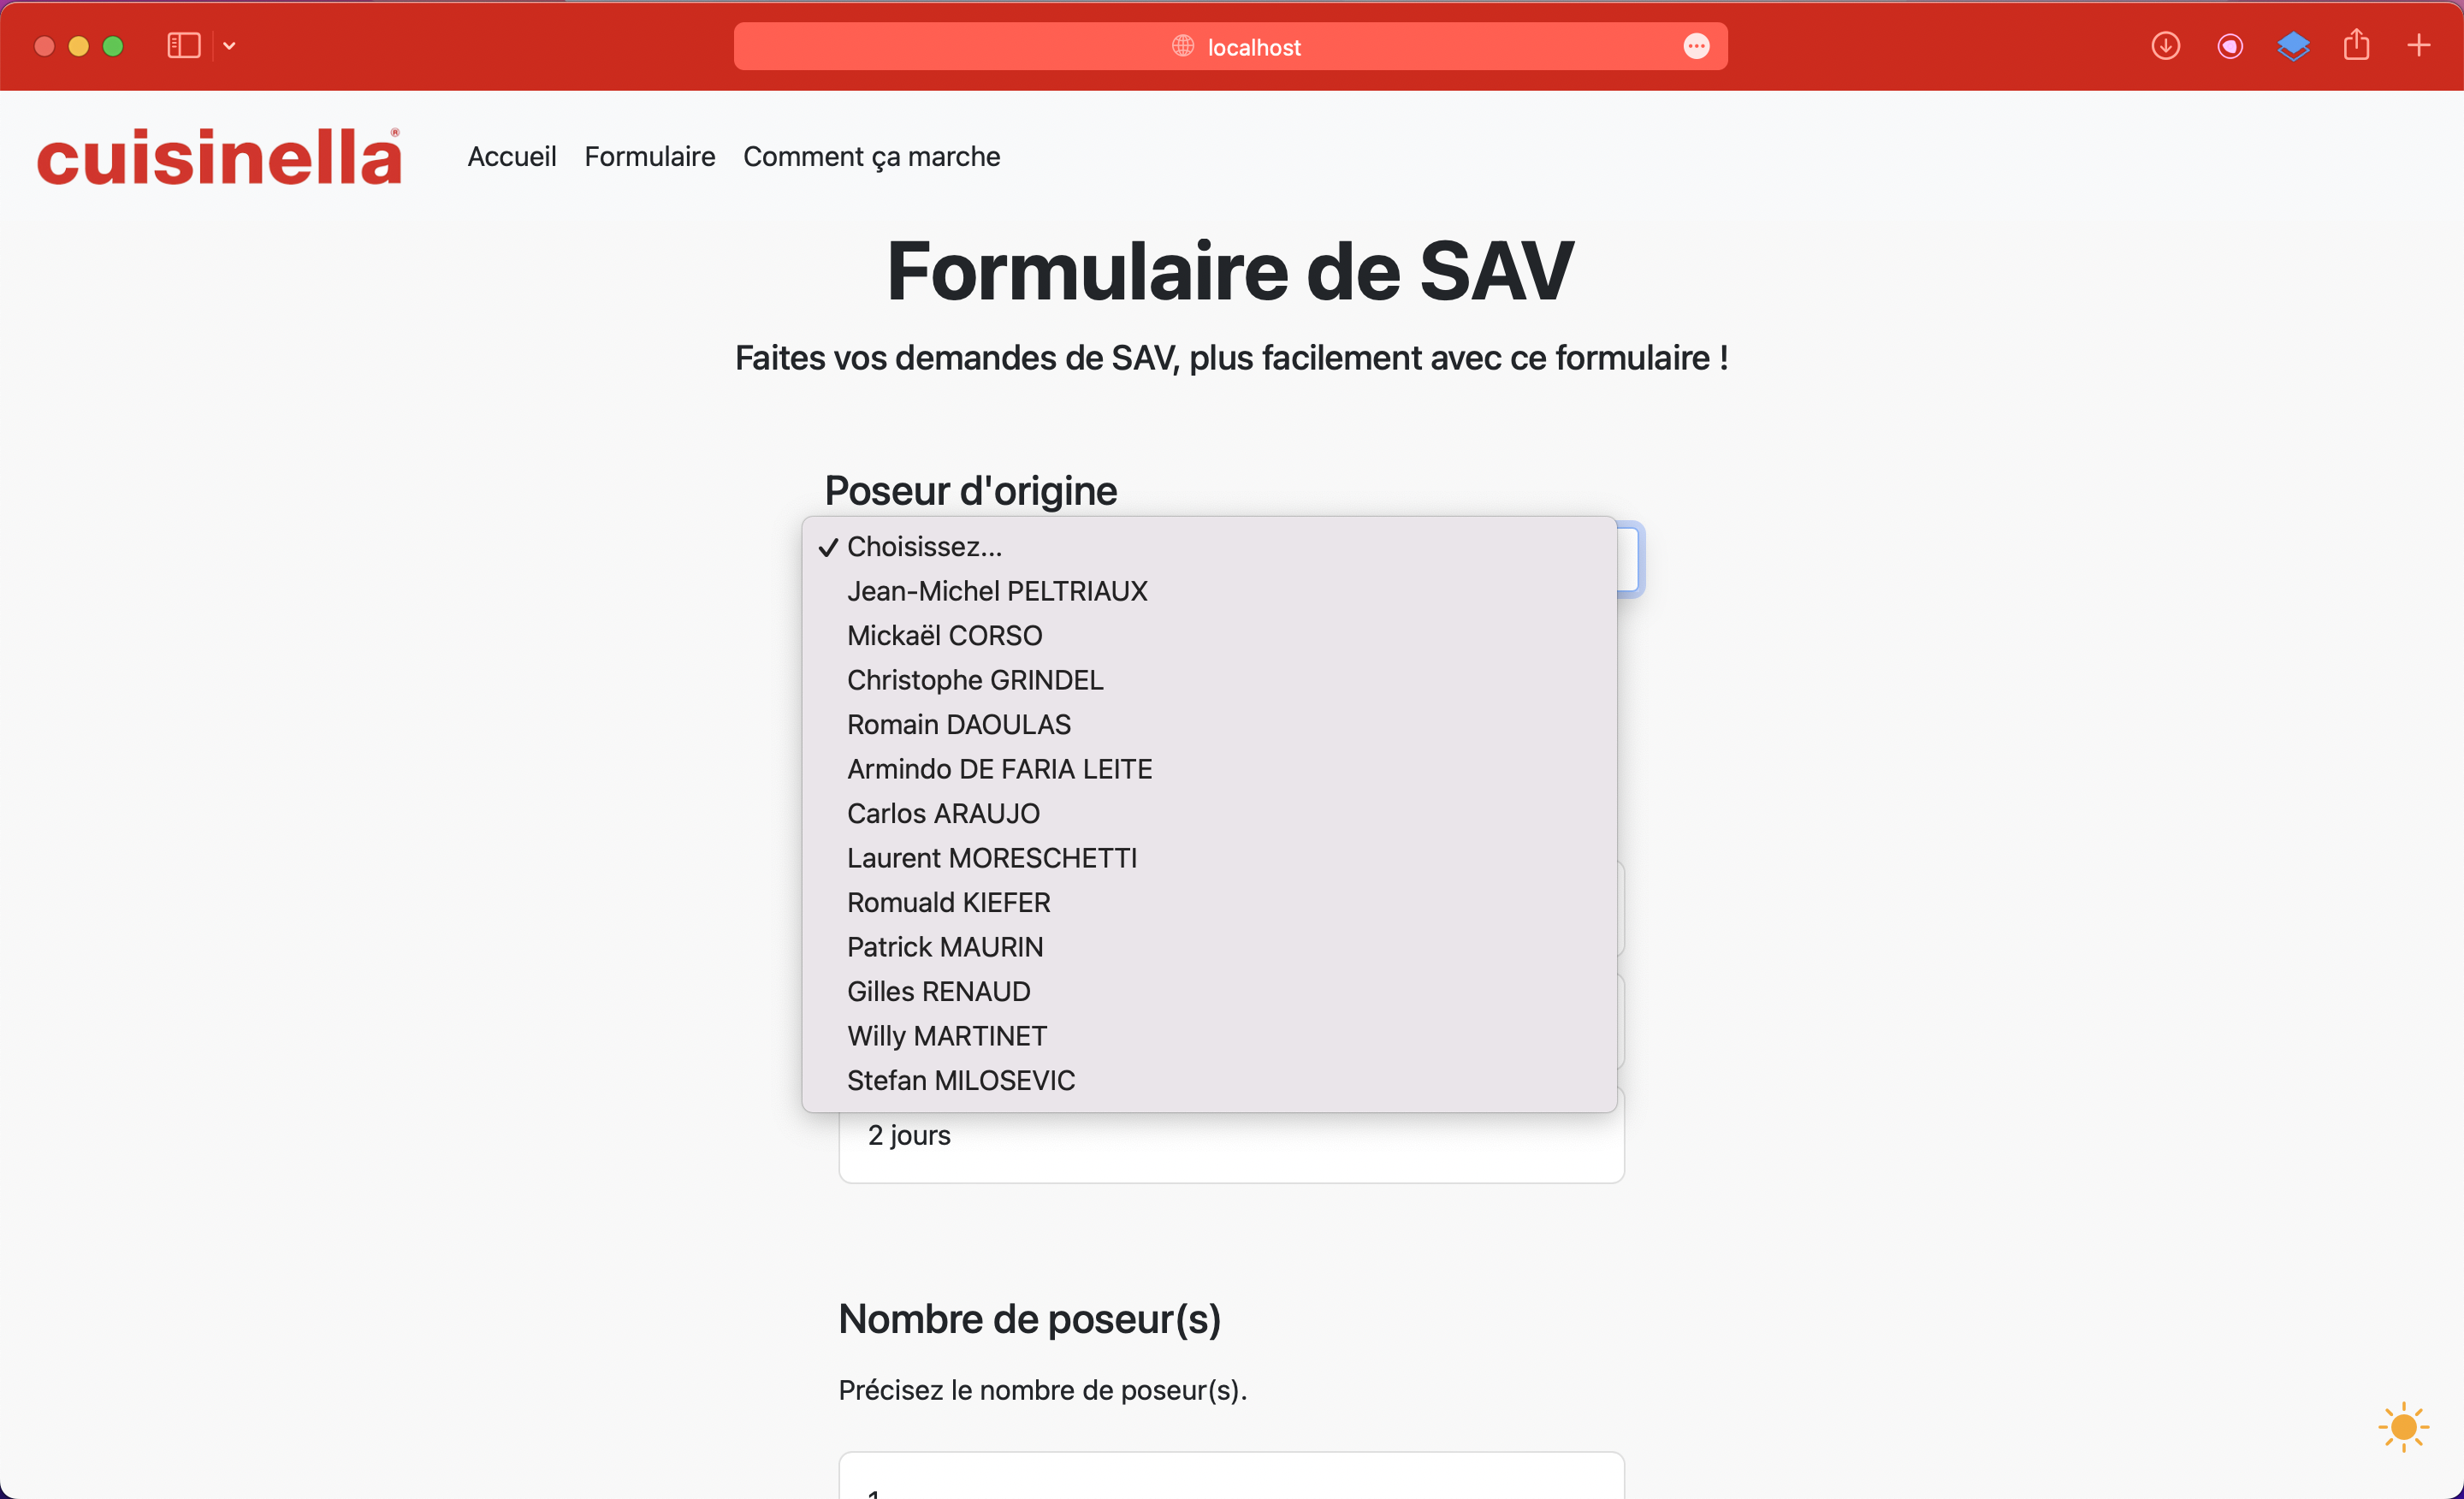 localhost
cuisinella®
Accueil Formulaire Comment ça marche
Formulaire de SAV
Faites vos demandes de SAV, plus facilement avec ce formulaire !
Poseur d'origine
✓ Choisissez...
Jean-Michel PELTRIAUX
Mickaël CORSO
Christophe GRINDEL
Romain DAOULAS
Armindo DE FARIA LEITE
Carlos ARAUJO
Laurent MORESCHETTI
Romuald KIEFER
Patrick MAURIN
Gilles RENAUD
Willy MARTINET
Stefan MILOSEVIC
2 jours
Nombre de poseur(s)
Précisez le nombre de poseur(s).
1